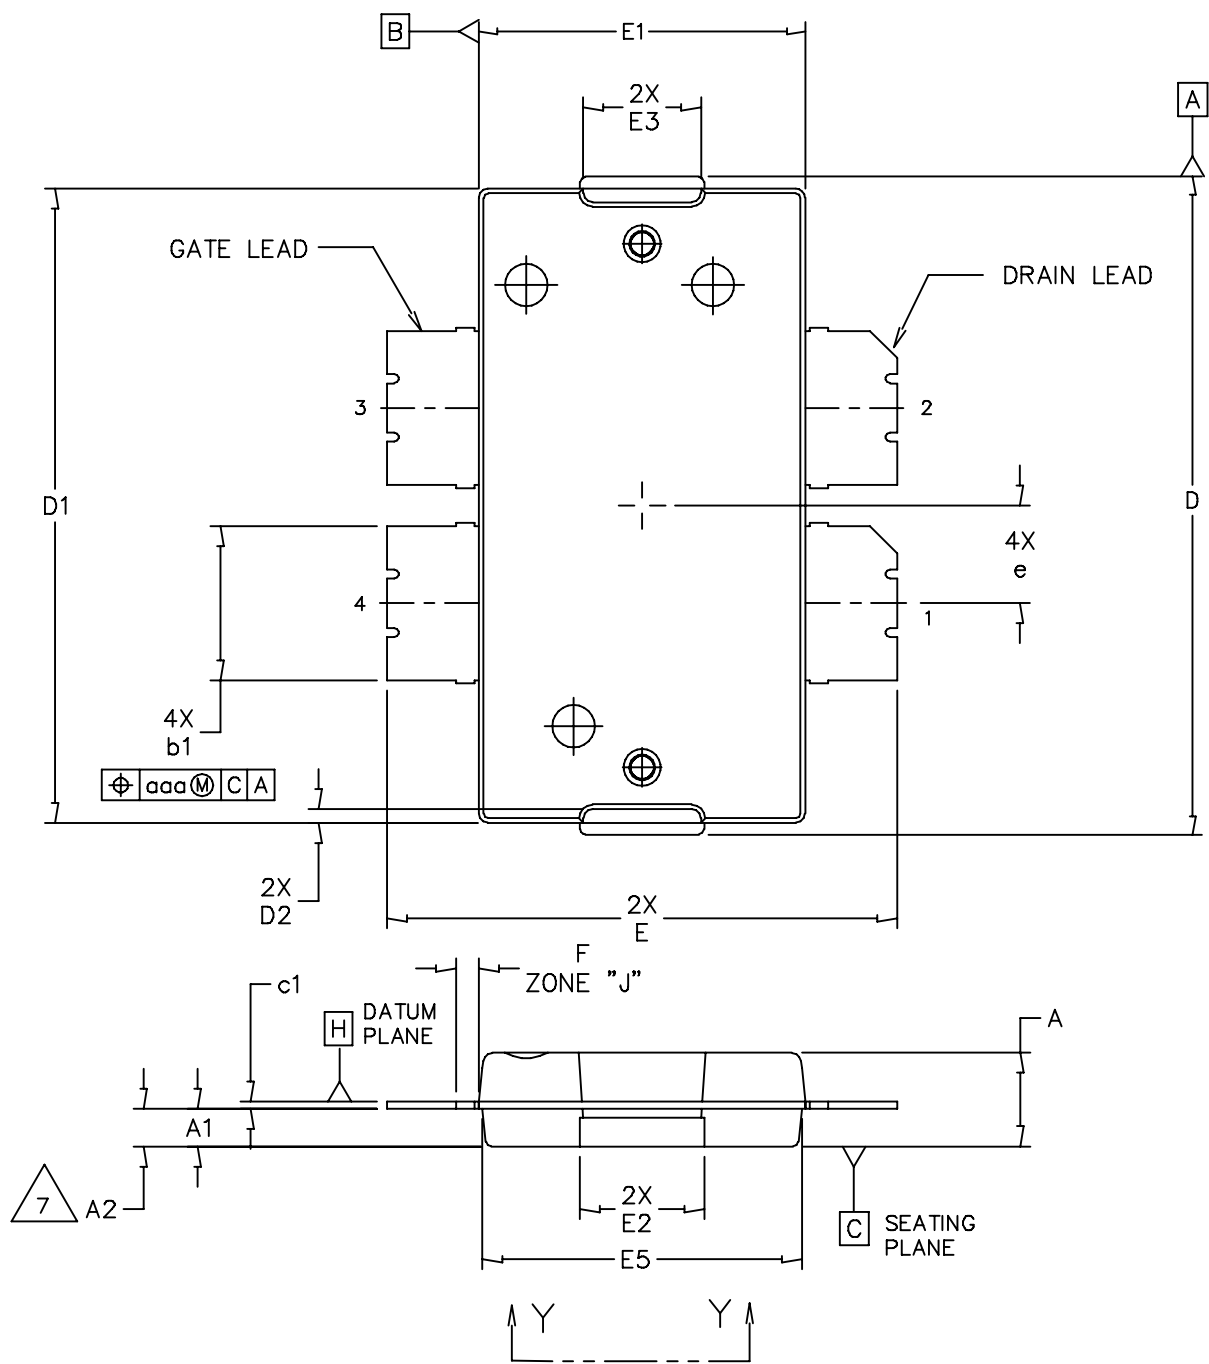 B
E1
2X
E3
A
GATE LEAD
DRAIN LEAD
3
2
D1
D
4X
e
4
1
4X
b1
⌖ aaa Ⓜ C A
2X
D2
2X
E
F
ZONE "J"
c1
H
DATUM
PLANE
A
A1
7
A2
2X
E2
C
SEATING
PLANE
E5
Y
Y